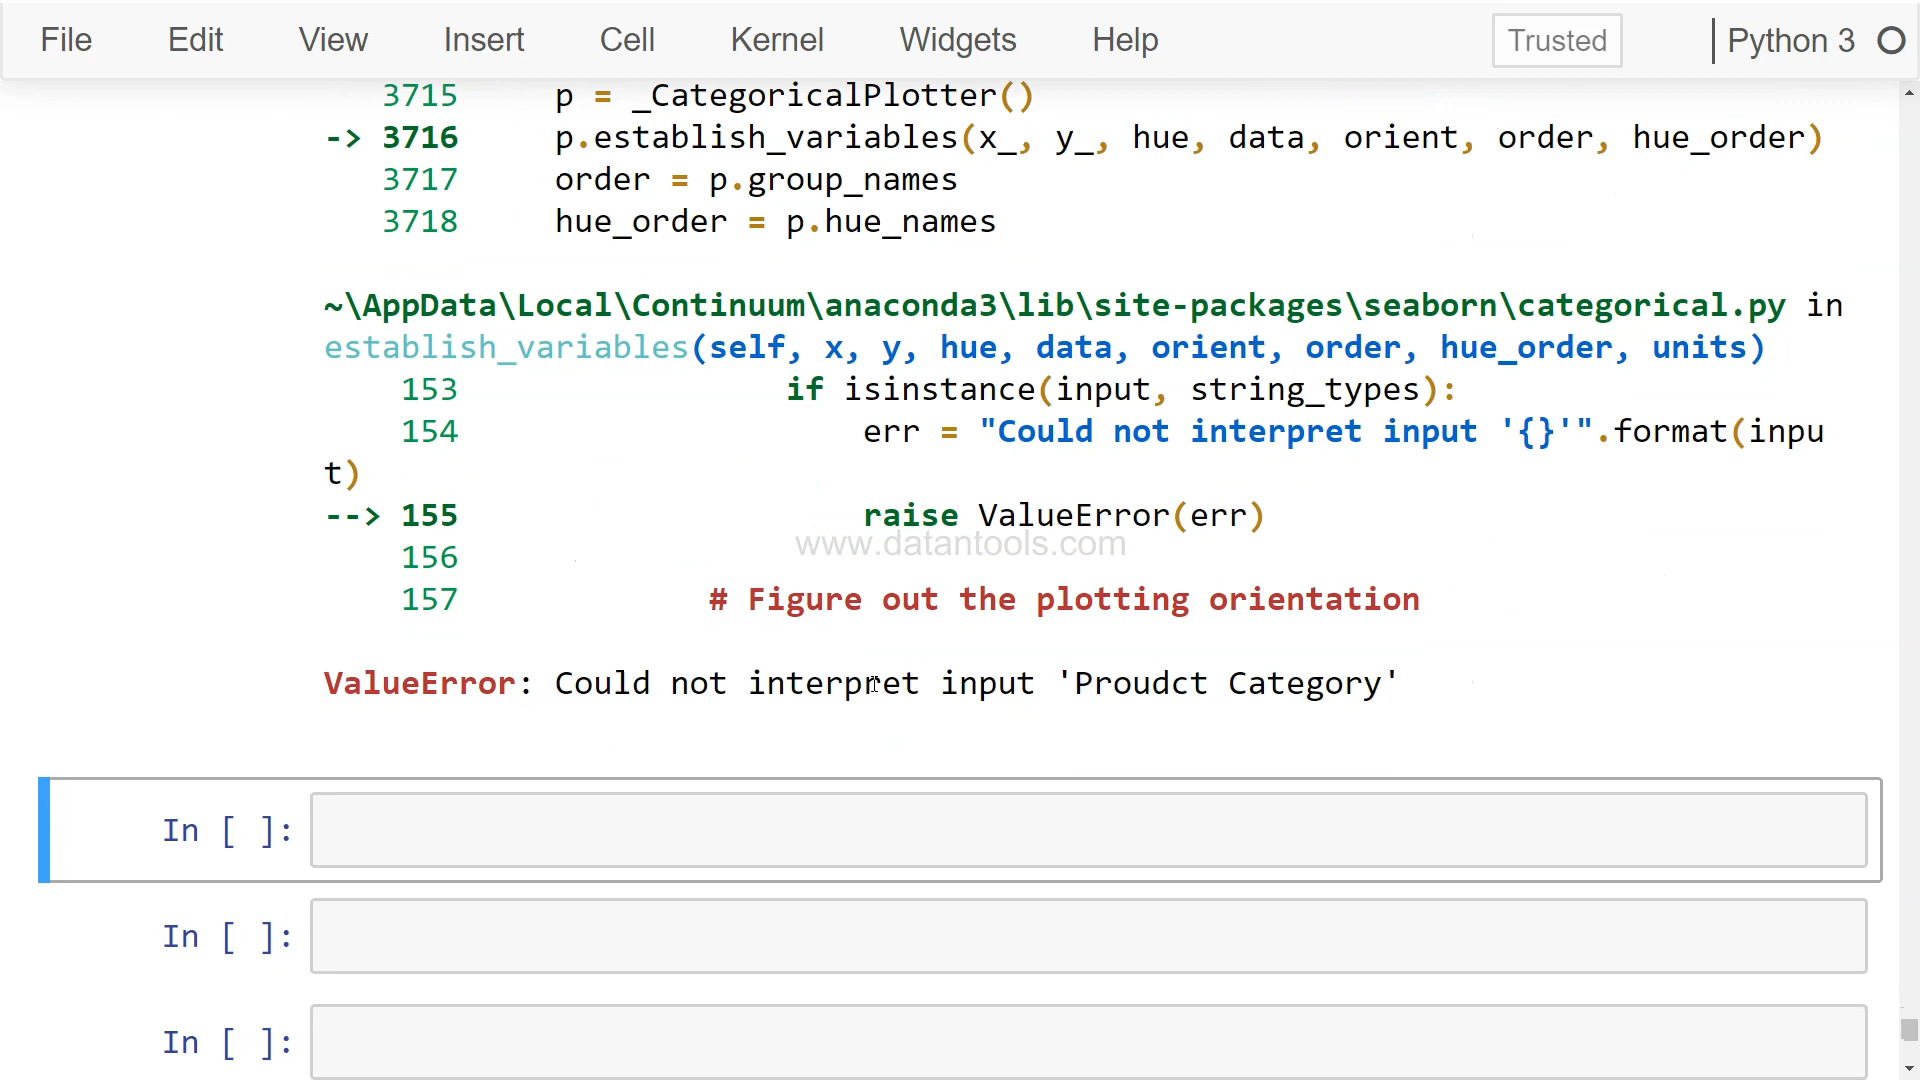 File Edit View Insert Cell Kernel Widgets Help Trusted Python 3
3715 p = _CategoricalPlotter()
-> 3716 p.establish_variables(x_, y_, hue, data, orient, order, hue_order)
3717 order = p.group_names
3718 hue_order = p.hue_names
~\AppData\Local\Continuum\anaconda3\lib\site-packages\seaborn\categorical.py in
establish_variables(self, x, y, hue, data, orient, order, hue_order, units)
153 if isinstance(input, string_types):
154 err = "Could not interpret input '{}'".format(inpu
t)
--> 155 raise ValueError(err)
www.datantools.com
156
157 # Figure out the plotting orientation
ValueError: Could not interpret input 'Proudct Category'
In [ ]:
In [ ]:
In [ ]: